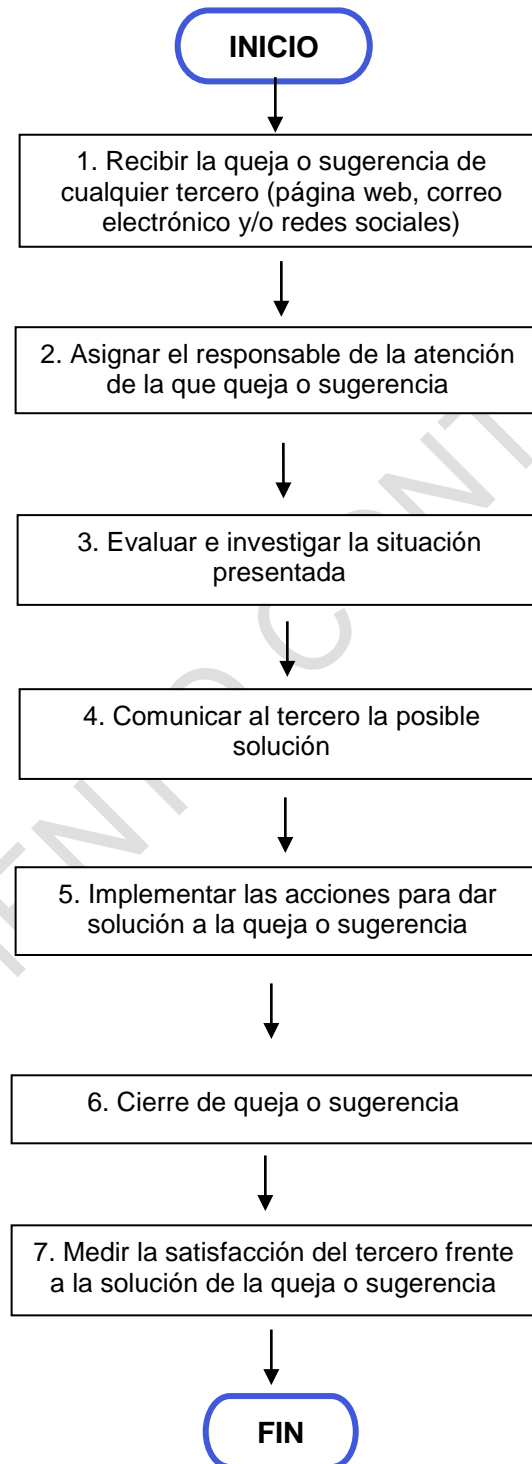 INICIO
1. Recibir la queja o sugerencia de
cualquier tercero (página web, correo
electrónico y/o redes sociales)
2. Asignar el responsable de la atención
de la que queja o sugerencia
3. Evaluar e investigar la situación
presentada
4. Comunicar al tercero la posible
solución
5. Implementar las acciones para dar
solución a la queja o sugerencia
6. Cierre de queja o sugerencia
7. Medir la satisfacción del tercero frente
a la solución de la queja o sugerencia
FIN